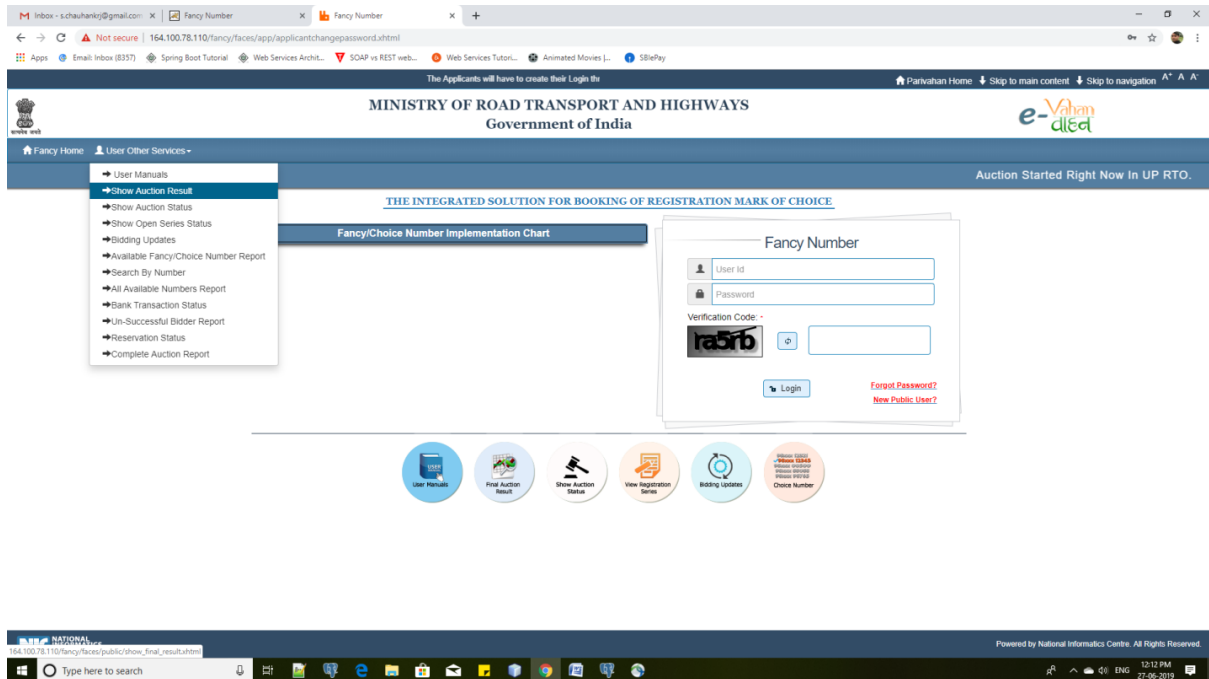 Inbox - s.chauhankrj@gmail.com
Fancy Number
Fancy Number
Not secure | 164.100.78.110/fancy/faces/app/applicantchangepassword.xhtml
Apps
Email: Inbox (8357)
Spring Boot Tutorial
Web Services Archit...
SOAP vs REST web...
Web Services Tutori...
Animated Movies |...
SBIePay
The Applicants will have to create their Login thr
Parivahan Home
Skip to main content
Skip to navigation
A+ A A-
MINISTRY OF ROAD TRANSPORT AND HIGHWAYS
Government of India
सत्यमेव जयते
e-Vahan
वाहन
Fancy Home
User Other Services
Auction Started Right Now In UP RTO.
User Manuals
Show Auction Result
Show Auction Status
Show Open Series Status
Bidding Updates
Available Fancy/Choice Number Report
Search By Number
All Available Numbers Report
Bank Transaction Status
Un-Successful Bidder Report
Reservation Status
Complete Auction Report
THE INTEGRATED SOLUTION FOR BOOKING OF REGISTRATION MARK OF CHOICE
Fancy/Choice Number Implementation Chart
Fancy Number
User Id
Password
Verification Code: -
ra5rb
Login
Forgot Password?
New Public User?
USER
User Manuals
Final Auction
Result
Show Auction
Status
View Registration
Series
Bidding Updates
Choice Number
NIC NATIONAL
INFORMATICS
164.100.78.110/fancy/faces/public/show_final_result.xhtml
Powered by National Informatics Centre. All Rights Reserved.
Type here to search
ENG
12:12 PM
27-06-2019